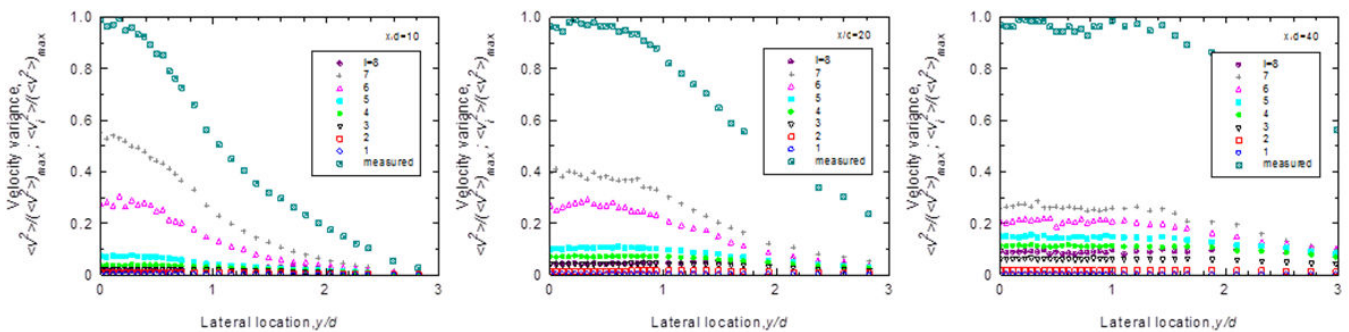 Velocity variance,
<v²>/(<v²>)max ; <vi²>/(<v²>)max
1.0
0.8
0.6
0.4
0.2
0
x/d=10
i=8
7
6
5
4
3
2
1
measured
0 1 2 3
Lateral location,y/d
Velocity variance,
<v²>/(<v²>)max ; <vi²>/(<v²>)max
1.0
0.8
0.6
0.4
0.2
0
x/c=20
i=8
7
6
5
4
3
2
1
measured
0 1 2 3
Lateral location,y/d
Velocity variance,
<v²>/(<v²>)max ; <vi²>/(<v²>)max
1.0
0.8
0.6
0.4
0.2
0
x/d=40
i=8
7
6
5
4
3
2
1
measured
0 1 2 3
Lateral location,y/d